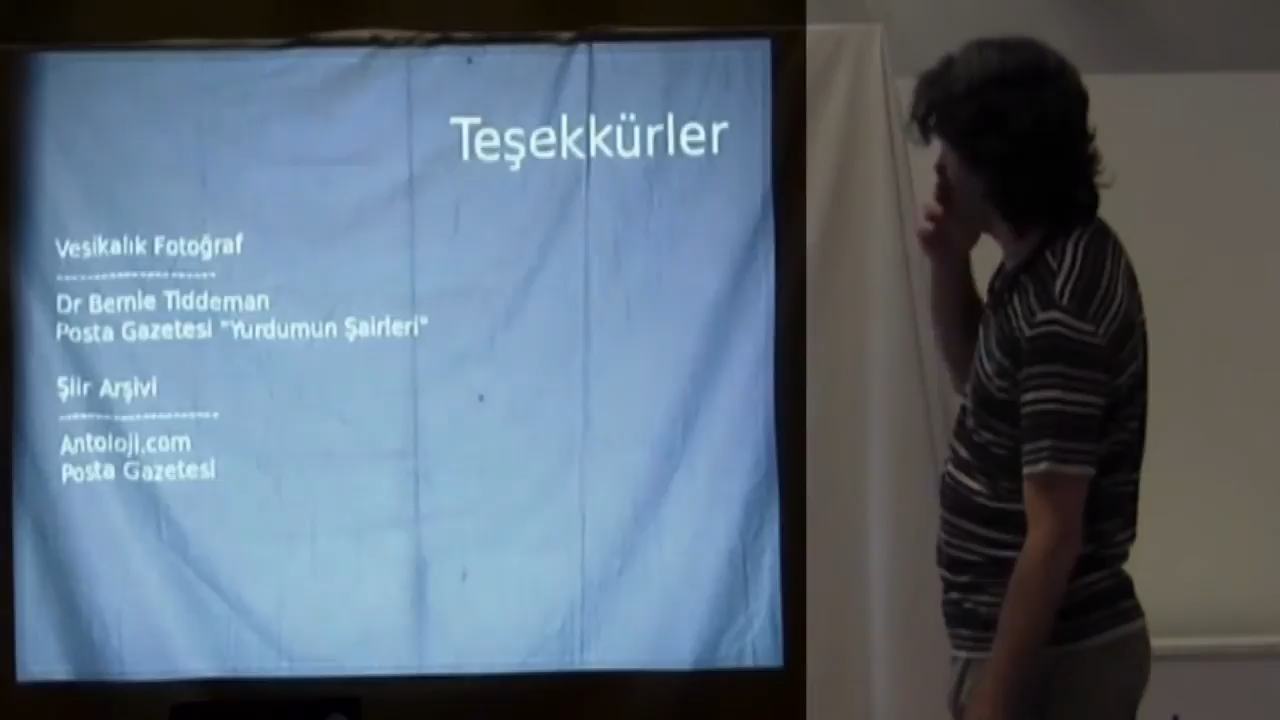 Teşekkürler
Vesikalık Fotoğraf
--------------------
Dr Bernie Tiddeman
Posta Gazetesi "Yurdumun Şairleri"
Şiir Arşivi
--------------------
Antoloji.com
Posta Gazetesi